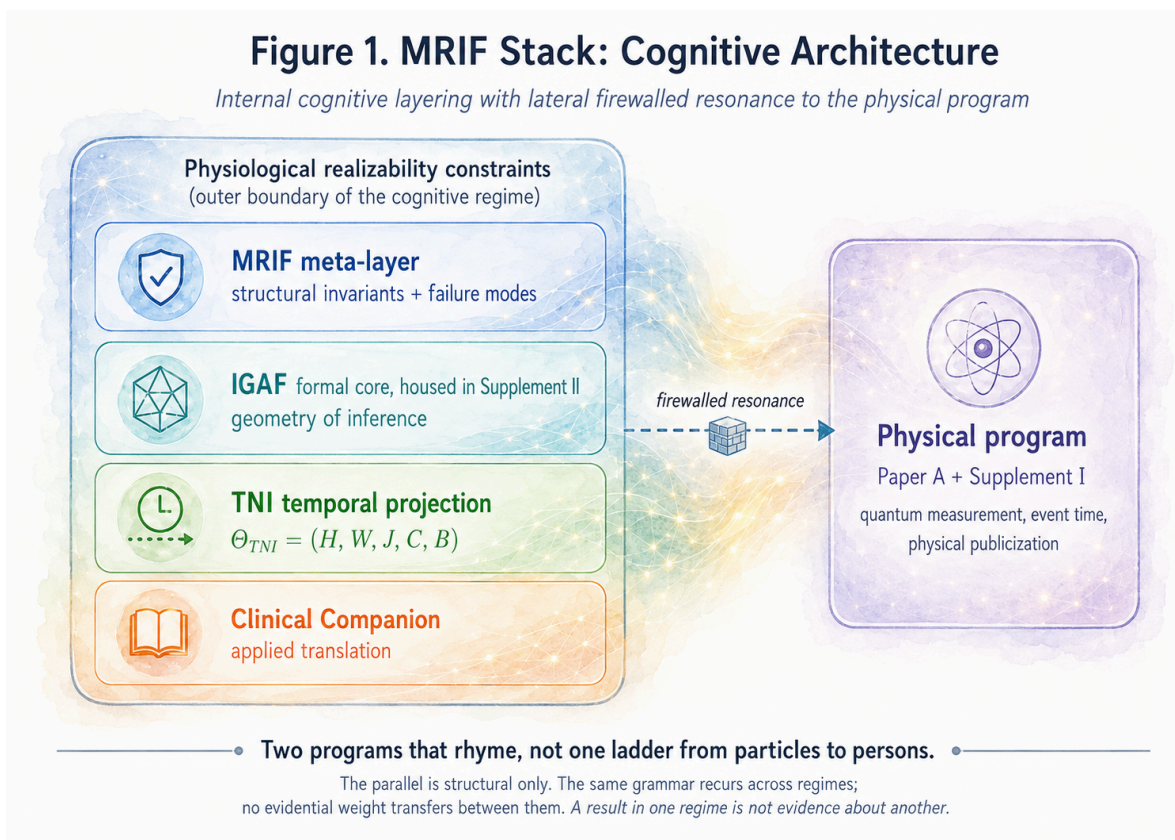 Figure 1. MRIF Stack: Cognitive Architecture
Internal cognitive layering with lateral firewalled resonance to the physical program
Physiological realizability constraints
(outer boundary of the cognitive regime)
MRIF meta-layer
structural invariants + failure modes
IGAF formal core, housed in Supplement II
geometry of inference
TNI temporal projection
Θ_TNI = (H, W, J, C, B)
Clinical Companion
applied translation
firewalled resonance
Physical program
Paper A + Supplement I
quantum measurement, event time,
physical publicization
Two programs that rhyme, not one ladder from particles to persons.
The parallel is structural only. The same grammar recurs across regimes;
no evidential weight transfers between them. A result in one regime is not evidence about another.